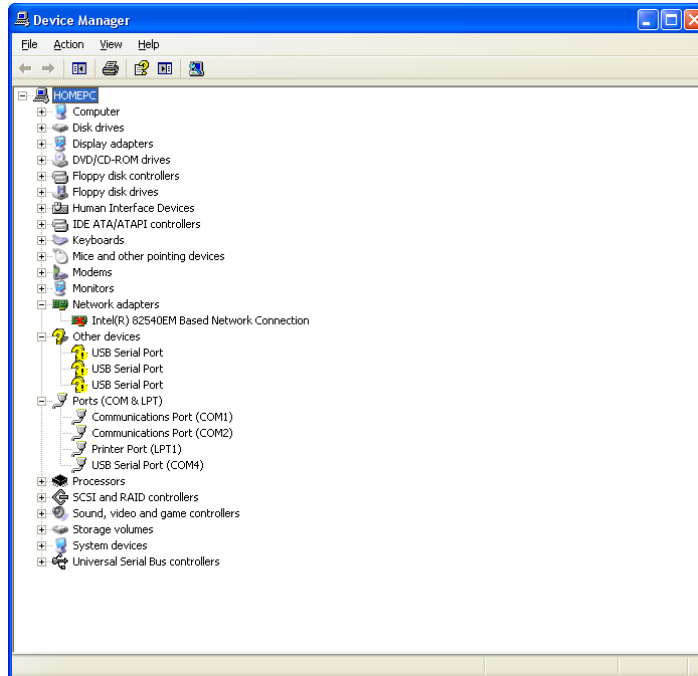 Device Manager
File Action View Help
HOMEPC
Computer
Disk drives
Display adapters
DVD/CD-ROM drives
Floppy disk controllers
Floppy disk drives
Human Interface Devices
IDE ATA/ATAPI controllers
Keyboards
Mice and other pointing devices
Modems
Monitors
Network adapters
Intel(R) 82540EM Based Network Connection
Other devices
USB Serial Port
USB Serial Port
USB Serial Port
Ports (COM & LPT)
Communications Port (COM1)
Communications Port (COM2)
Printer Port (LPT1)
USB Serial Port (COM4)
Processors
SCSI and RAID controllers
Sound, video and game controllers
Storage volumes
System devices
Universal Serial Bus controllers